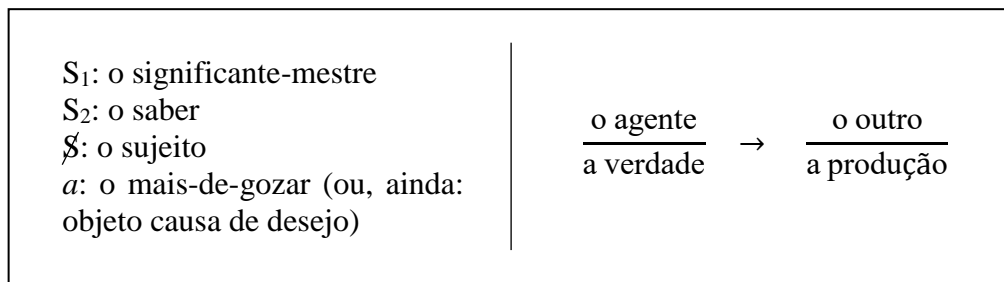 S₁: o significante-mestre
S₂: o saber
$: o sujeito
a: o mais-de-gozar (ou, ainda:
objeto causa de desejo)
o agente
a verdade
→
o outro
a produção